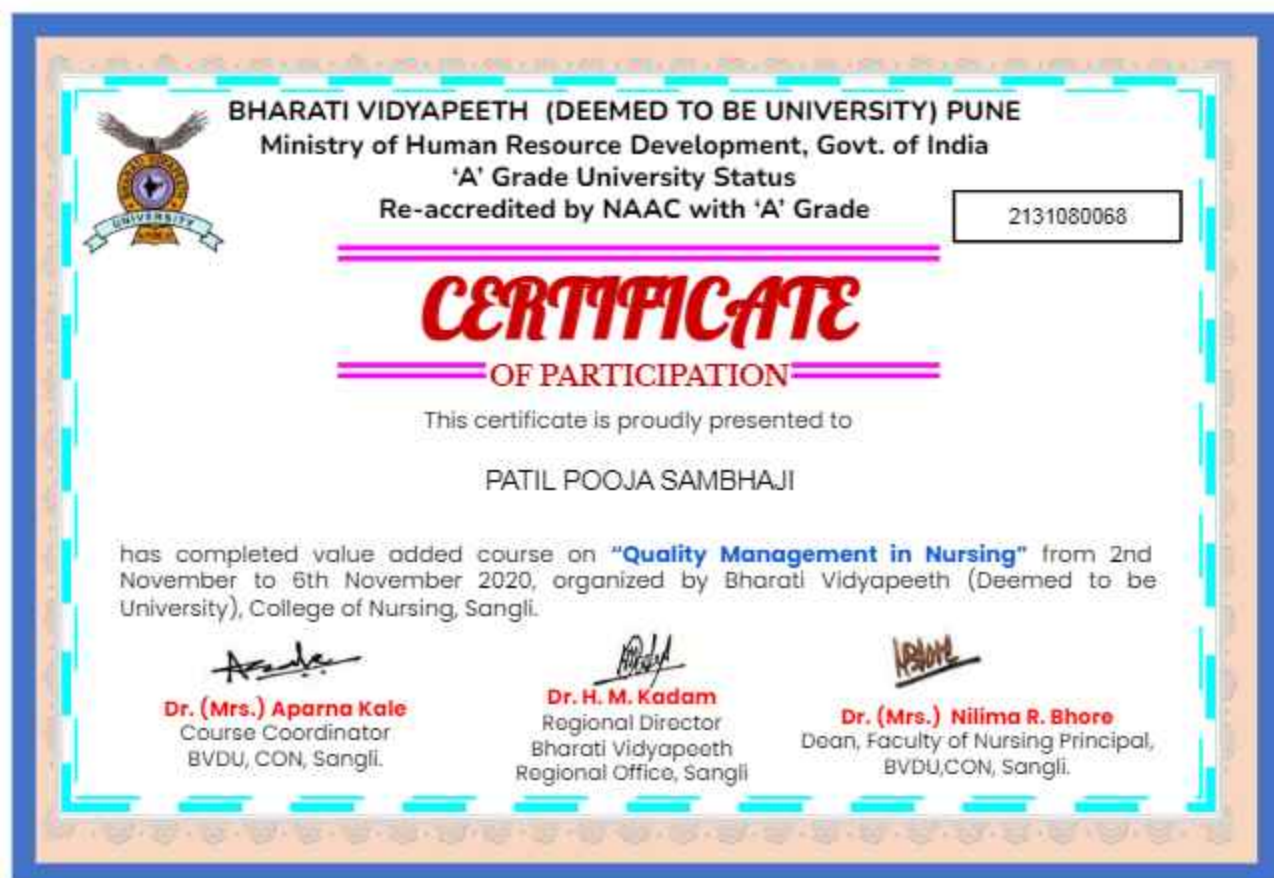 BHARATI VIDYAPEETH (DEEMED TO BE UNIVERSITY) PUNE
Ministry of Human Resource Development, Govt. of India
‘A’ Grade University Status
Re-accredited by NAAC with ‘A’ Grade
2131080068
BHARATI VIDYAPEETH
UNIVERSITY
CERTIFICATE
OF PARTICIPATION
This certificate is proudly presented to
PATIL POOJA SAMBHAJI
has completed value added course on “Quality Management in Nursing” from 2nd
November to 6th November 2020, organized by Bharati Vidyapeeth (Deemed to be
University), College of Nursing, Sangli.
Dr. (Mrs.) Aparna Kale
Course Coordinator
BVDU, CON, Sangli.
Dr. H. M. Kadam
Regional Director
Bharati Vidyapeeth
Regional Office, Sangli
Dr. (Mrs.) Nilima R. Bhore
Dean, Faculty of Nursing Principal,
BVDU,CON, Sangli.